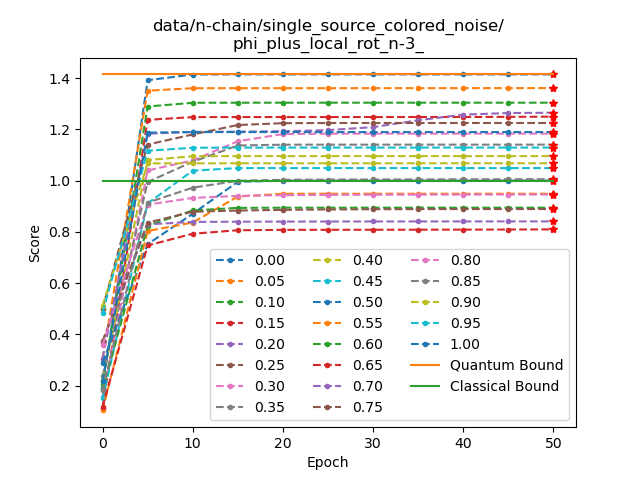 data/n-chain/single_source_colored_noise/
phi_plus_local_rot_n-3_
Score
1.4
1.2
1.0
0.8
0.6
0.4
0.2
0 10 20 30 40 50
Epoch
0.00 0.40 0.80
0.05 0.45 0.85
0.10 0.50 0.90
0.15 0.55 0.95
0.20 0.60 1.00
0.25 0.65 Quantum Bound
0.30 0.70 Classical Bound
0.35 0.75